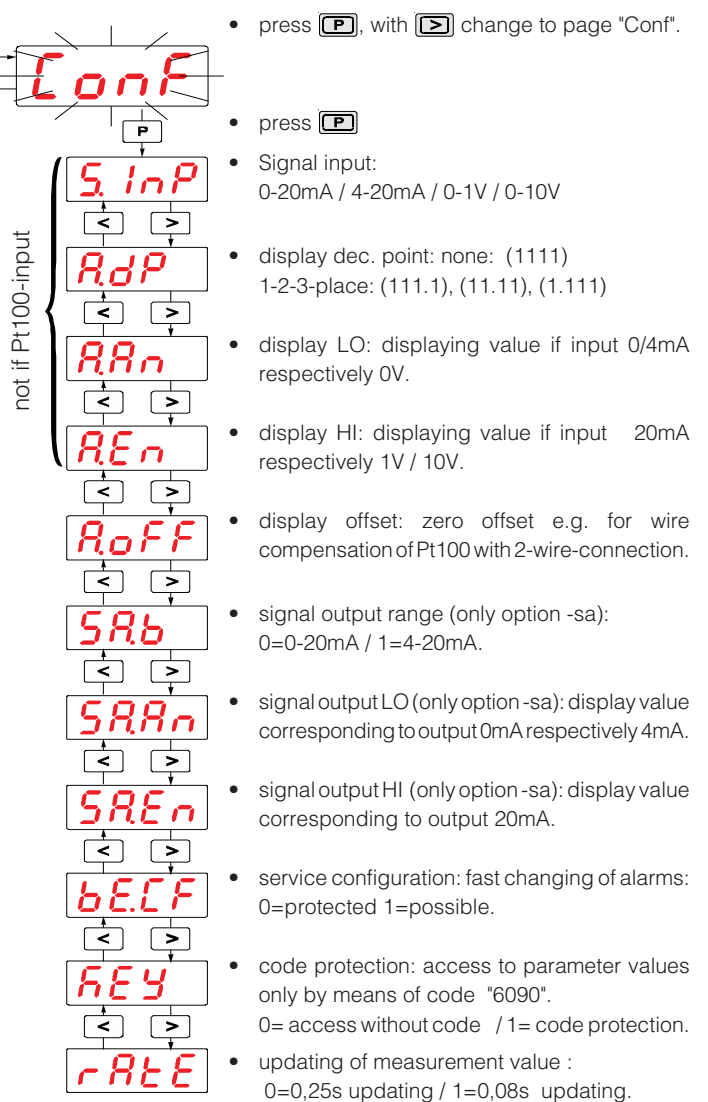 • press P, with > change to page "Conf".
ConF
P
• press P
not if Pt100-input
S.InP
• Signal input:
0-20mA / 4-20mA / 0-1V / 0-10V
< >
A.dP
• display dec. point: none: (1111)
1-2-3-place: (111.1), (11.11), (1.111)
< >
A.An
• display LO: displaying value if input 0/4mA
respectively 0V.
< >
A.En
• display HI: displaying value if input 20mA
respectively 1V / 10V.
< >
A.oFF
• display offset: zero offset e.g. for wire
compensation of Pt100 with 2-wire-connection.
< >
SA.b
• signal output range (only option -sa):
0=0-20mA / 1=4-20mA.
< >
SA.An
• signal output LO (only option -sa): display value
corresponding to output 0mA respectively 4mA.
< >
SA.En
• signal output HI (only option -sa): display value
corresponding to output 20mA.
< >
bE.CF
• service configuration: fast changing of alarms:
0=protected 1=possible.
< >
KEY
• code protection: access to parameter values
only by means of code "6090".
0= access without code / 1= code protection.
< >
rAtE
• updating of measurement value :
0=0,25s updating / 1=0,08s updating.